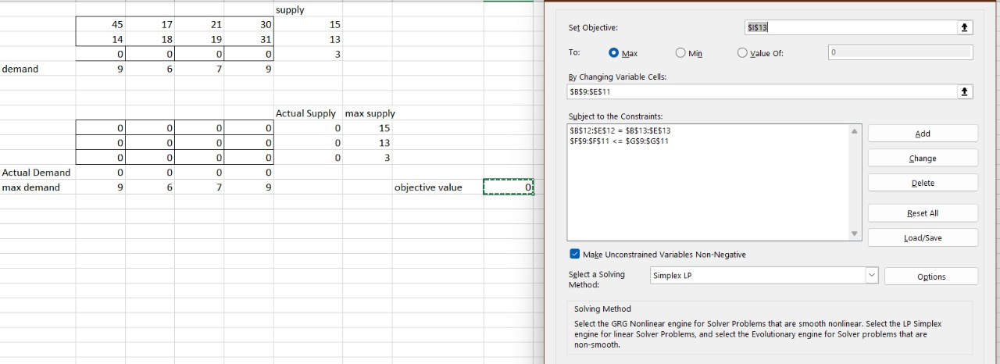 supply
45 17 21 30 15
14 18 19 31 13
0 0 0 0 3
demand 9 6 7 9
Actual Supply max supply
0 0 0 0 0 15
0 0 0 0 0 13
0 0 0 0 0 3
Actual Demand 0 0 0 0
max demand 9 6 7 9 objective value 0
Set Objective: $I$13
To: Max Min Value Of: 0
By Changing Variable Cells:
$B$9:$E$11
Subject to the Constraints:
$B$12:$E$12 = $B$13:$E$13
$F$9:$F$11 <= $G$9:$G$11
Add
Change
Delete
Reset All
Load/Save
Make Unconstrained Variables Non-Negative
Select a Solving
Method:
Simplex LP
Options
Solving Method
Select the GRG Nonlinear engine for Solver Problems that are smooth nonlinear. Select the LP Simplex
engine for linear Solver Problems, and select the Evolutionary engine for Solver problems that are
non-smooth.